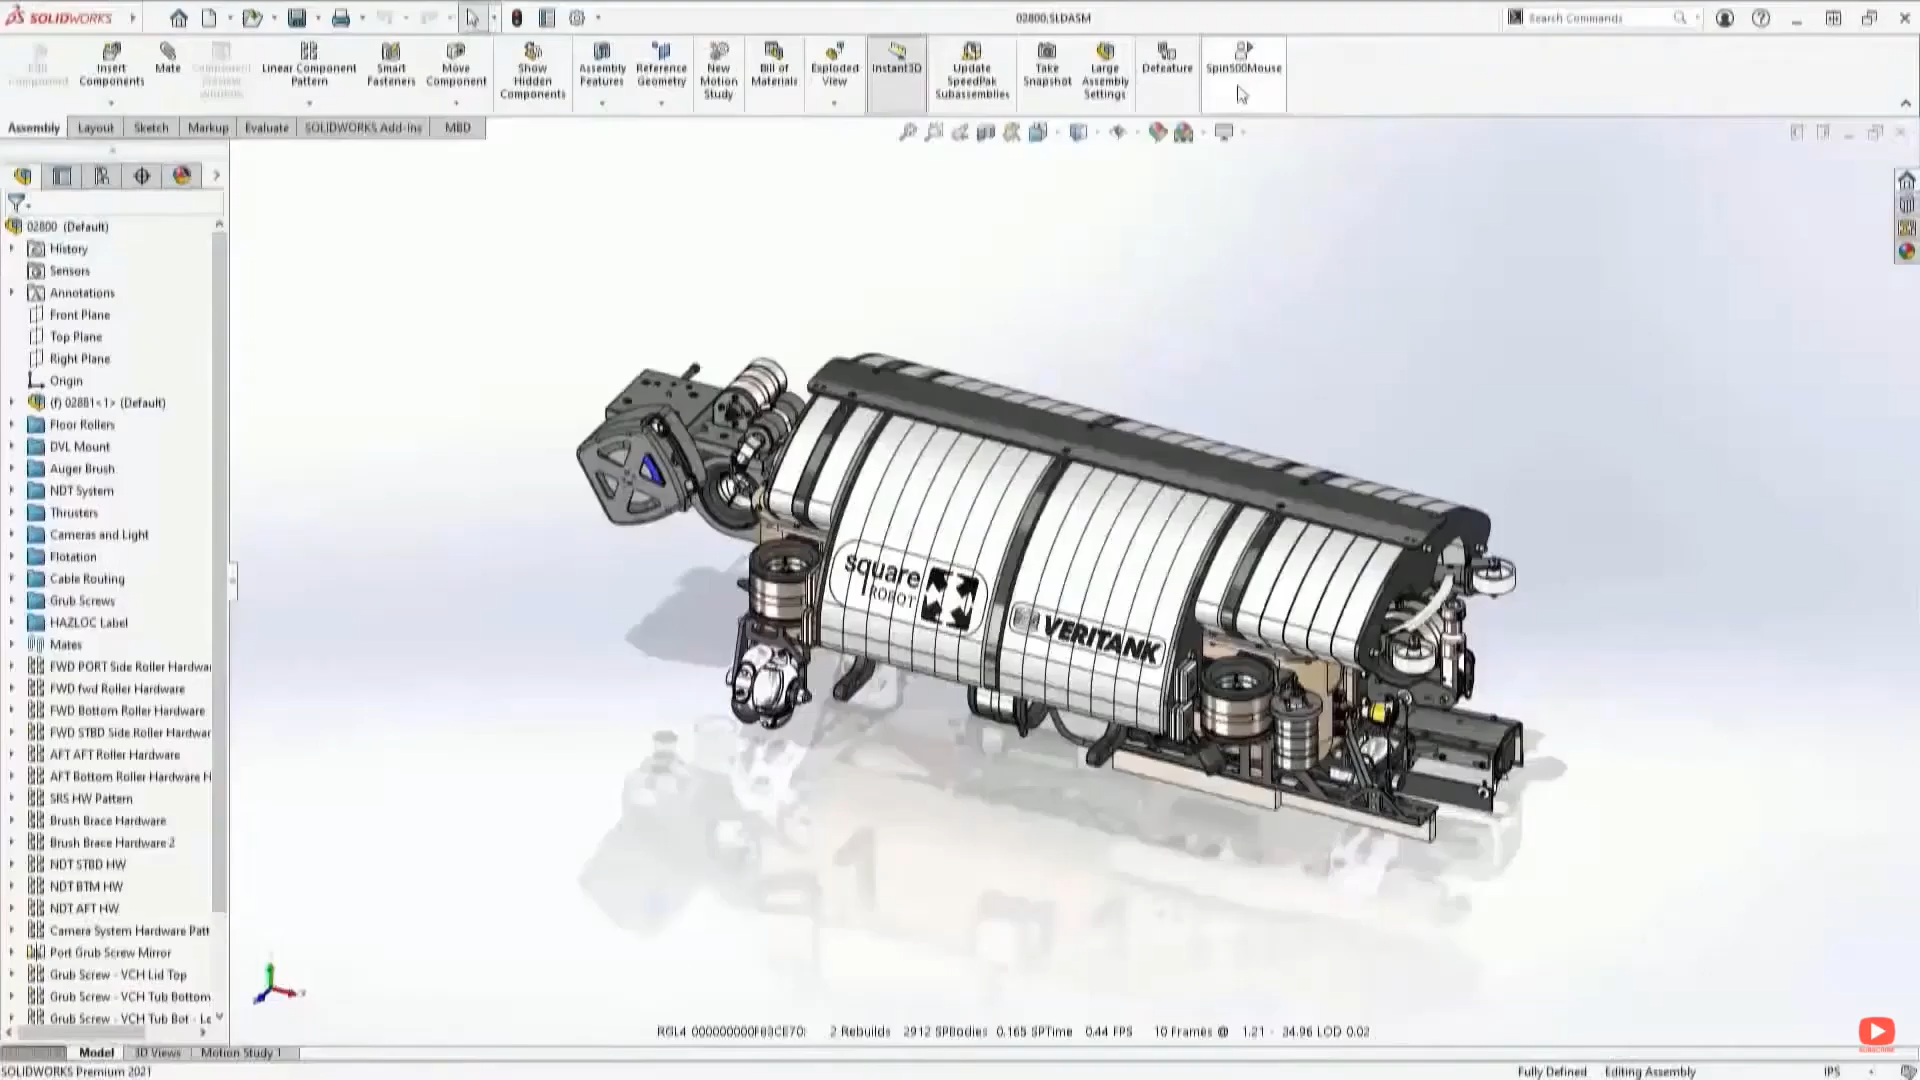 SOLIDWORKS
02800.SLDASM
Search Commands
Edit Component
Insert Components
Mate
Component Preview Window
Linear Component Pattern
Smart Fasteners
Move Component
Show Hidden Components
Assembly Features
Reference Geometry
New Motion Study
Bill of Materials
Exploded View
Instant3D
Update SpeedPak Subassemblies
Take Snapshot
Large Assembly Settings
Defeature
Spin500Mouse
Assembly
Layout
Sketch
Markup
Evaluate
SOLIDWORKS Add-Ins
MBD
02800 (Default)
History
Sensors
Annotations
Front Plane
Top Plane
Right Plane
Origin
(f) 02881<1> (Default)
Floor Rollers
DVL Mount
Auger Brush
NDT System
Thrusters
Cameras and Light
Flotation
Cable Routing
Grub Screws
HAZLOC Label
Mates
FWD PORT Side Roller Hardwar
FWD fwd Roller Hardware
FWD Bottom Roller Hardware
FWD STBD Side Roller Hardwar
AFT AFT Roller Hardware
AFT Bottom Roller Hardware H
SRS HW Pattern
Brush Brace Hardware
Brush Brace Hardware 2
NDT STBD HW
NDT BTM HW
NDT AFT HW
Camera System Hardware Patt
Port Grub Screw Mirror
Grub Screw - VCH Lid Top
Grub Screw - VCH Tub Bottom
Grub Screw - VCH Tub Bot - Lc
square
ROBOT
VERITANK
2 Rebuilds 2912 SPBodies 0.165 SPTime 0.44 FPS 10 Frames @ 1.21 - 34.96 LOD 0.02
SUBSCRIBE
Model
3D Views
Motion Study 1
SOLIDWORKS Premium 2021
Fully Defined
Editing Assembly
IPS